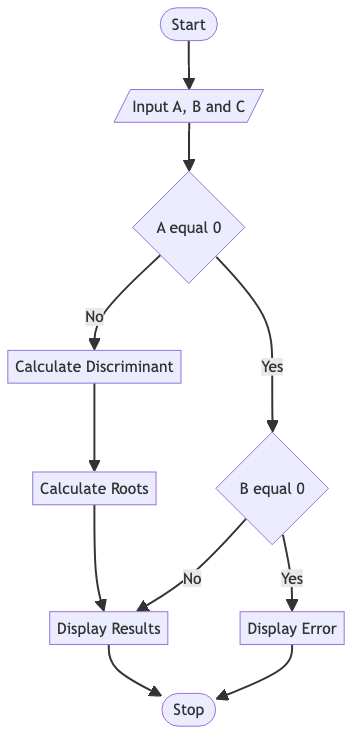 Start
Input A, B and C
A equal 0
No
Calculate Discriminant
Yes
Calculate Roots
B equal 0
No
Yes
Display Results
Display Error
Stop